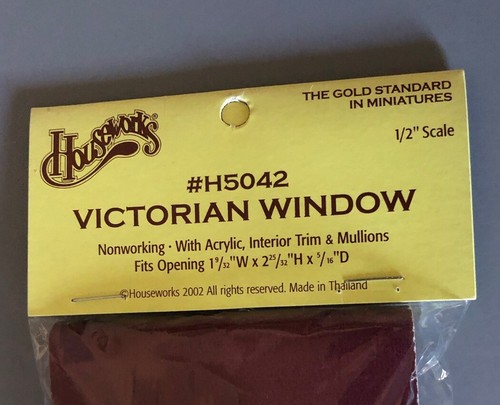 Houseworks®
THE GOLD STANDARD
IN MINIATURES
1/2" Scale
#H5042
VICTORIAN WINDOW
Nonworking · With Acrylic, Interior Trim & Mullions
Fits Opening 1⁹/₃₂"W x 2²⁵/₃₂"H x ⁵/₁₆"D
©Houseworks 2002 All rights reserved. Made in Thailand